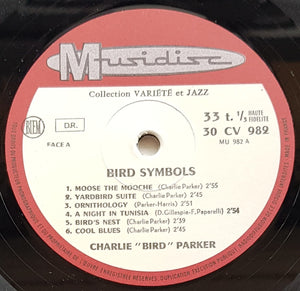 Musidisc
Collection VARIÉTÉ et JAZZ
33 t. 1/3 HAUTE FIDELITE
30 CV 982
MU 982 A
BIEM
D.R.
FACE A
BIRD SYMBOLS
1. MOOSE THE MOOCHE (Charlie Parker) 2'55
2. YARDBIRD SUITE (Charlie Parker) 2'55
3. ORNITHOLOGY (Parker-Harris) 2'51
4. A NIGHT IN TUNISIA (D.Gillespie-F.Paparelli) 2'54
5. BIRD'S NEST (Charlie Parker) 2'39
6. COOL BLUES (Charlie Parker) 2'45
CHARLIE "BIRD" PARKER